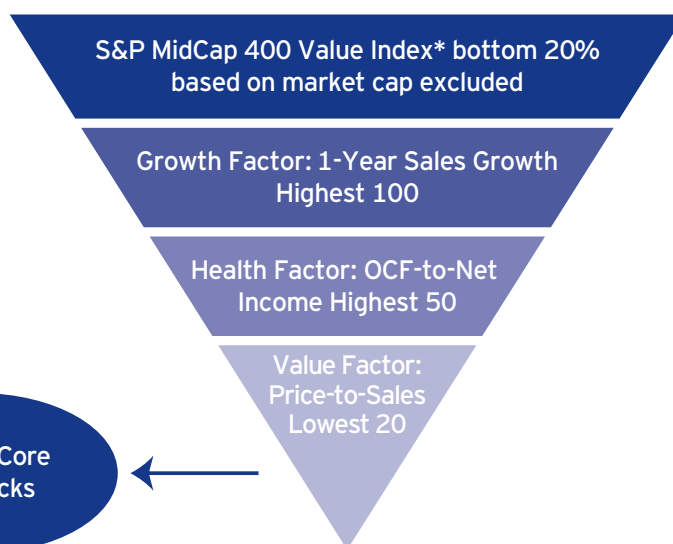 S&P MidCap 400 Value Index* bottom 20%
based on market cap excluded
Growth Factor: 1-Year Sales Growth
Highest 100
Health Factor: OCF-to-Net
Income Highest 50
Value Factor:
Price-to-Sales
Lowest 20
Core